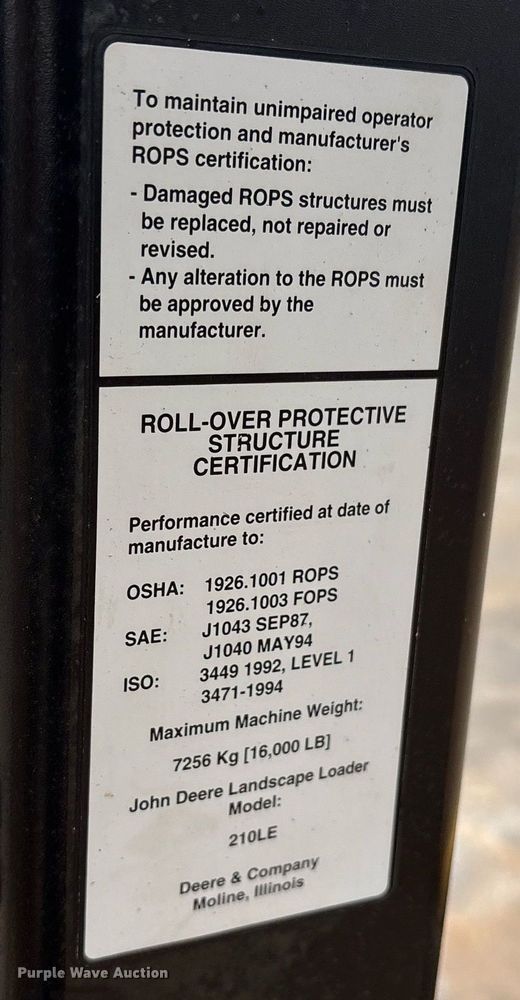 To maintain unimpaired operator
protection and manufacturer's
ROPS certification:
- Damaged ROPS structures must
be replaced, not repaired or
revised.
- Any alteration to the ROPS must
be approved by the
manufacturer.
ROLL-OVER PROTECTIVE
STRUCTURE
CERTIFICATION
Performance certified at date of
manufacture to:
OSHA: 1926.1001 ROPS
1926.1003 FOPS
SAE: J1043 SEP87,
J1040 MAY94
ISO: 3449 1992, LEVEL 1
3471-1994
Maximum Machine Weight:
7256 Kg [16,000 LB]
John Deere Landscape Loader
Model:
210LE
Deere & Company
Moline, Illinois
Purple Wave Auction